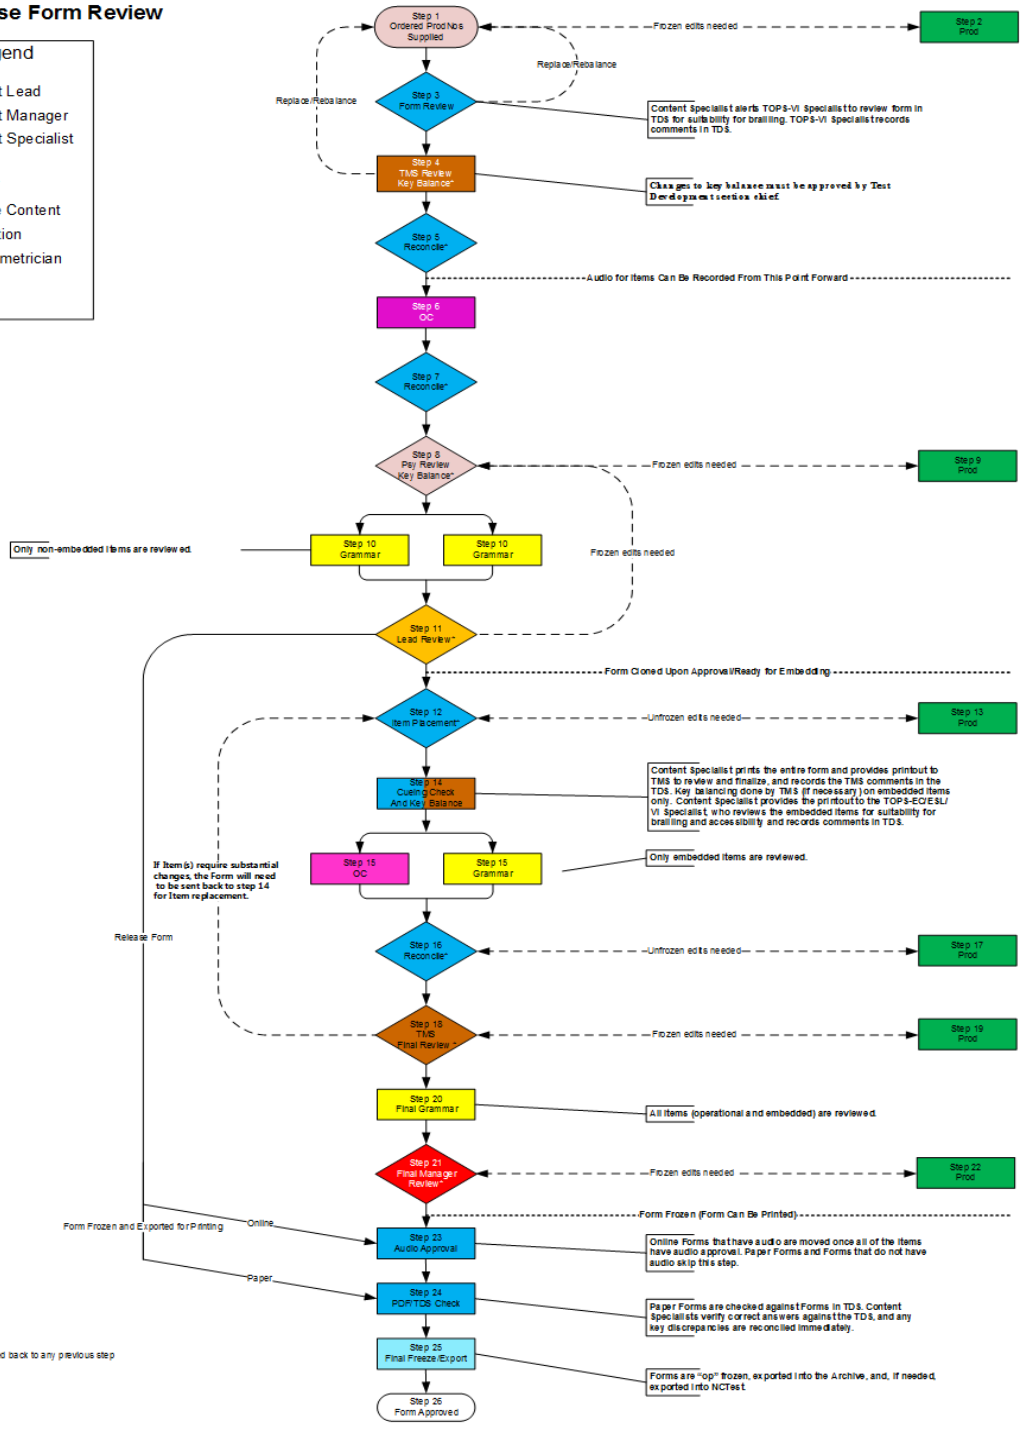 se Form Review
gend
t Lead
t Manager
t Specialist
e Content
tion
metrician
Step 1
Ordered ProdNos
Supplied
Frozen edits needed
Step 2
Prod
Replace/Rebalance
Replace/Rebalance
Step 3
Form Review
Content Specialist alerts TOPS-VI Specialist to review form in
TDS for suitability for brailling. TOPS-VI Specialist records
comments in TDS.
Step 4
TMS Review
Key Balance*
Changes to key balance must be approved by Test
Development section chief.
Step 5
Reconcile*
Audio for Items Can Be Recorded From This Point Forward
Step 6
OC
Step 7
Reconcile*
Step 8
Psy Review
Key Balance*
Frozen edits needed
Step 9
Prod
Only non-embedded items are reviewed.
Step 10
Grammar
Step 10
Grammar
Frozen edits needed
Step 11
Lead Review*
Form Cloned Upon Approval/Ready for Embedding
Step 12
Item Placement*
Unfrozen edits needed
Step 13
Prod
Step 14
Cueing Check
And Key Balance
Content Specialist prints the entire form and provides printout to
TMS to review and finalize, and records the TMS comments in the
TDS. Key balancing done by TMS (if necessary) on embedded items
only. Content Specialist provides the printout to the TOPS-EC/ESL/
VI Specialist, who reviews the embedded items for suitability for
brailling and accessibility and records comments in TDS.
If Item(s) require substantial
changes, the Form will need
to be sent back to step 14
for Item replacement.
Step 15
OC
Step 15
Grammar
Only embedded items are reviewed.
Release Form
Step 16
Reconcile*
Unfrozen edits needed
Step 17
Prod
Step 18
TMS
Final Review *
Frozen edits needed
Step 19
Prod
Step 20
Final Grammar
All items (operational and embedded) are reviewed.
Step 21
Final Manager
Review*
Frozen edits needed
Step 22
Prod
Form Frozen (Form Can Be Printed)
Form Frozen and Exported for Printing
Online
Step 23
Audio Approval
Online Forms that have audio are moved once all of the items
have audio approval. Paper Forms and Forms that do not have
audio skip this step.
Paper
Step 24
PDF/TDS Check
Paper Forms are checked against Forms in TDS. Content
Specialists verify correct answers against the TDS, and any
key discrepancies are reconciled immediately.
d back to any previous step
Step 25
Final Freeze/Export
Forms are "op" frozen, exported into the Archive, and, if needed,
exported into NCTest.
Step 26
Form Approved